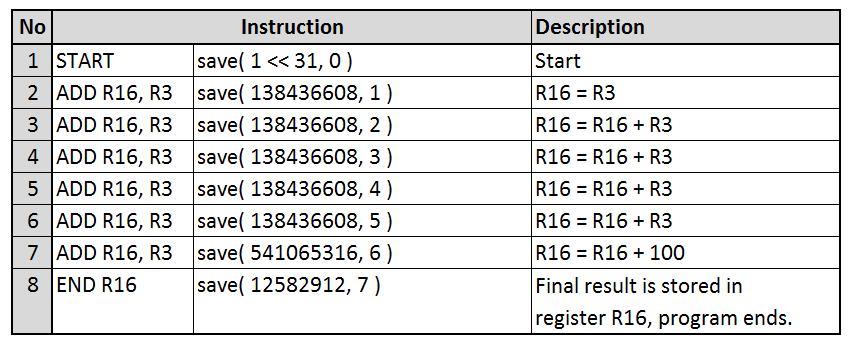 No Instruction Description
1 START save( 1 << 31, 0 ) Start
2 ADD R16, R3 save( 138436608, 1 ) R16 = R3
3 ADD R16, R3 save( 138436608, 2 ) R16 = R16 + R3
4 ADD R16, R3 save( 138436608, 3 ) R16 = R16 + R3
5 ADD R16, R3 save( 138436608, 4 ) R16 = R16 + R3
6 ADD R16, R3 save( 138436608, 5 ) R16 = R16 + R3
7 ADD R16, R3 save( 541065316, 6 ) R16 = R16 + 100
8 END R16 save( 12582912, 7 ) Final result is stored in
register R16, program ends.